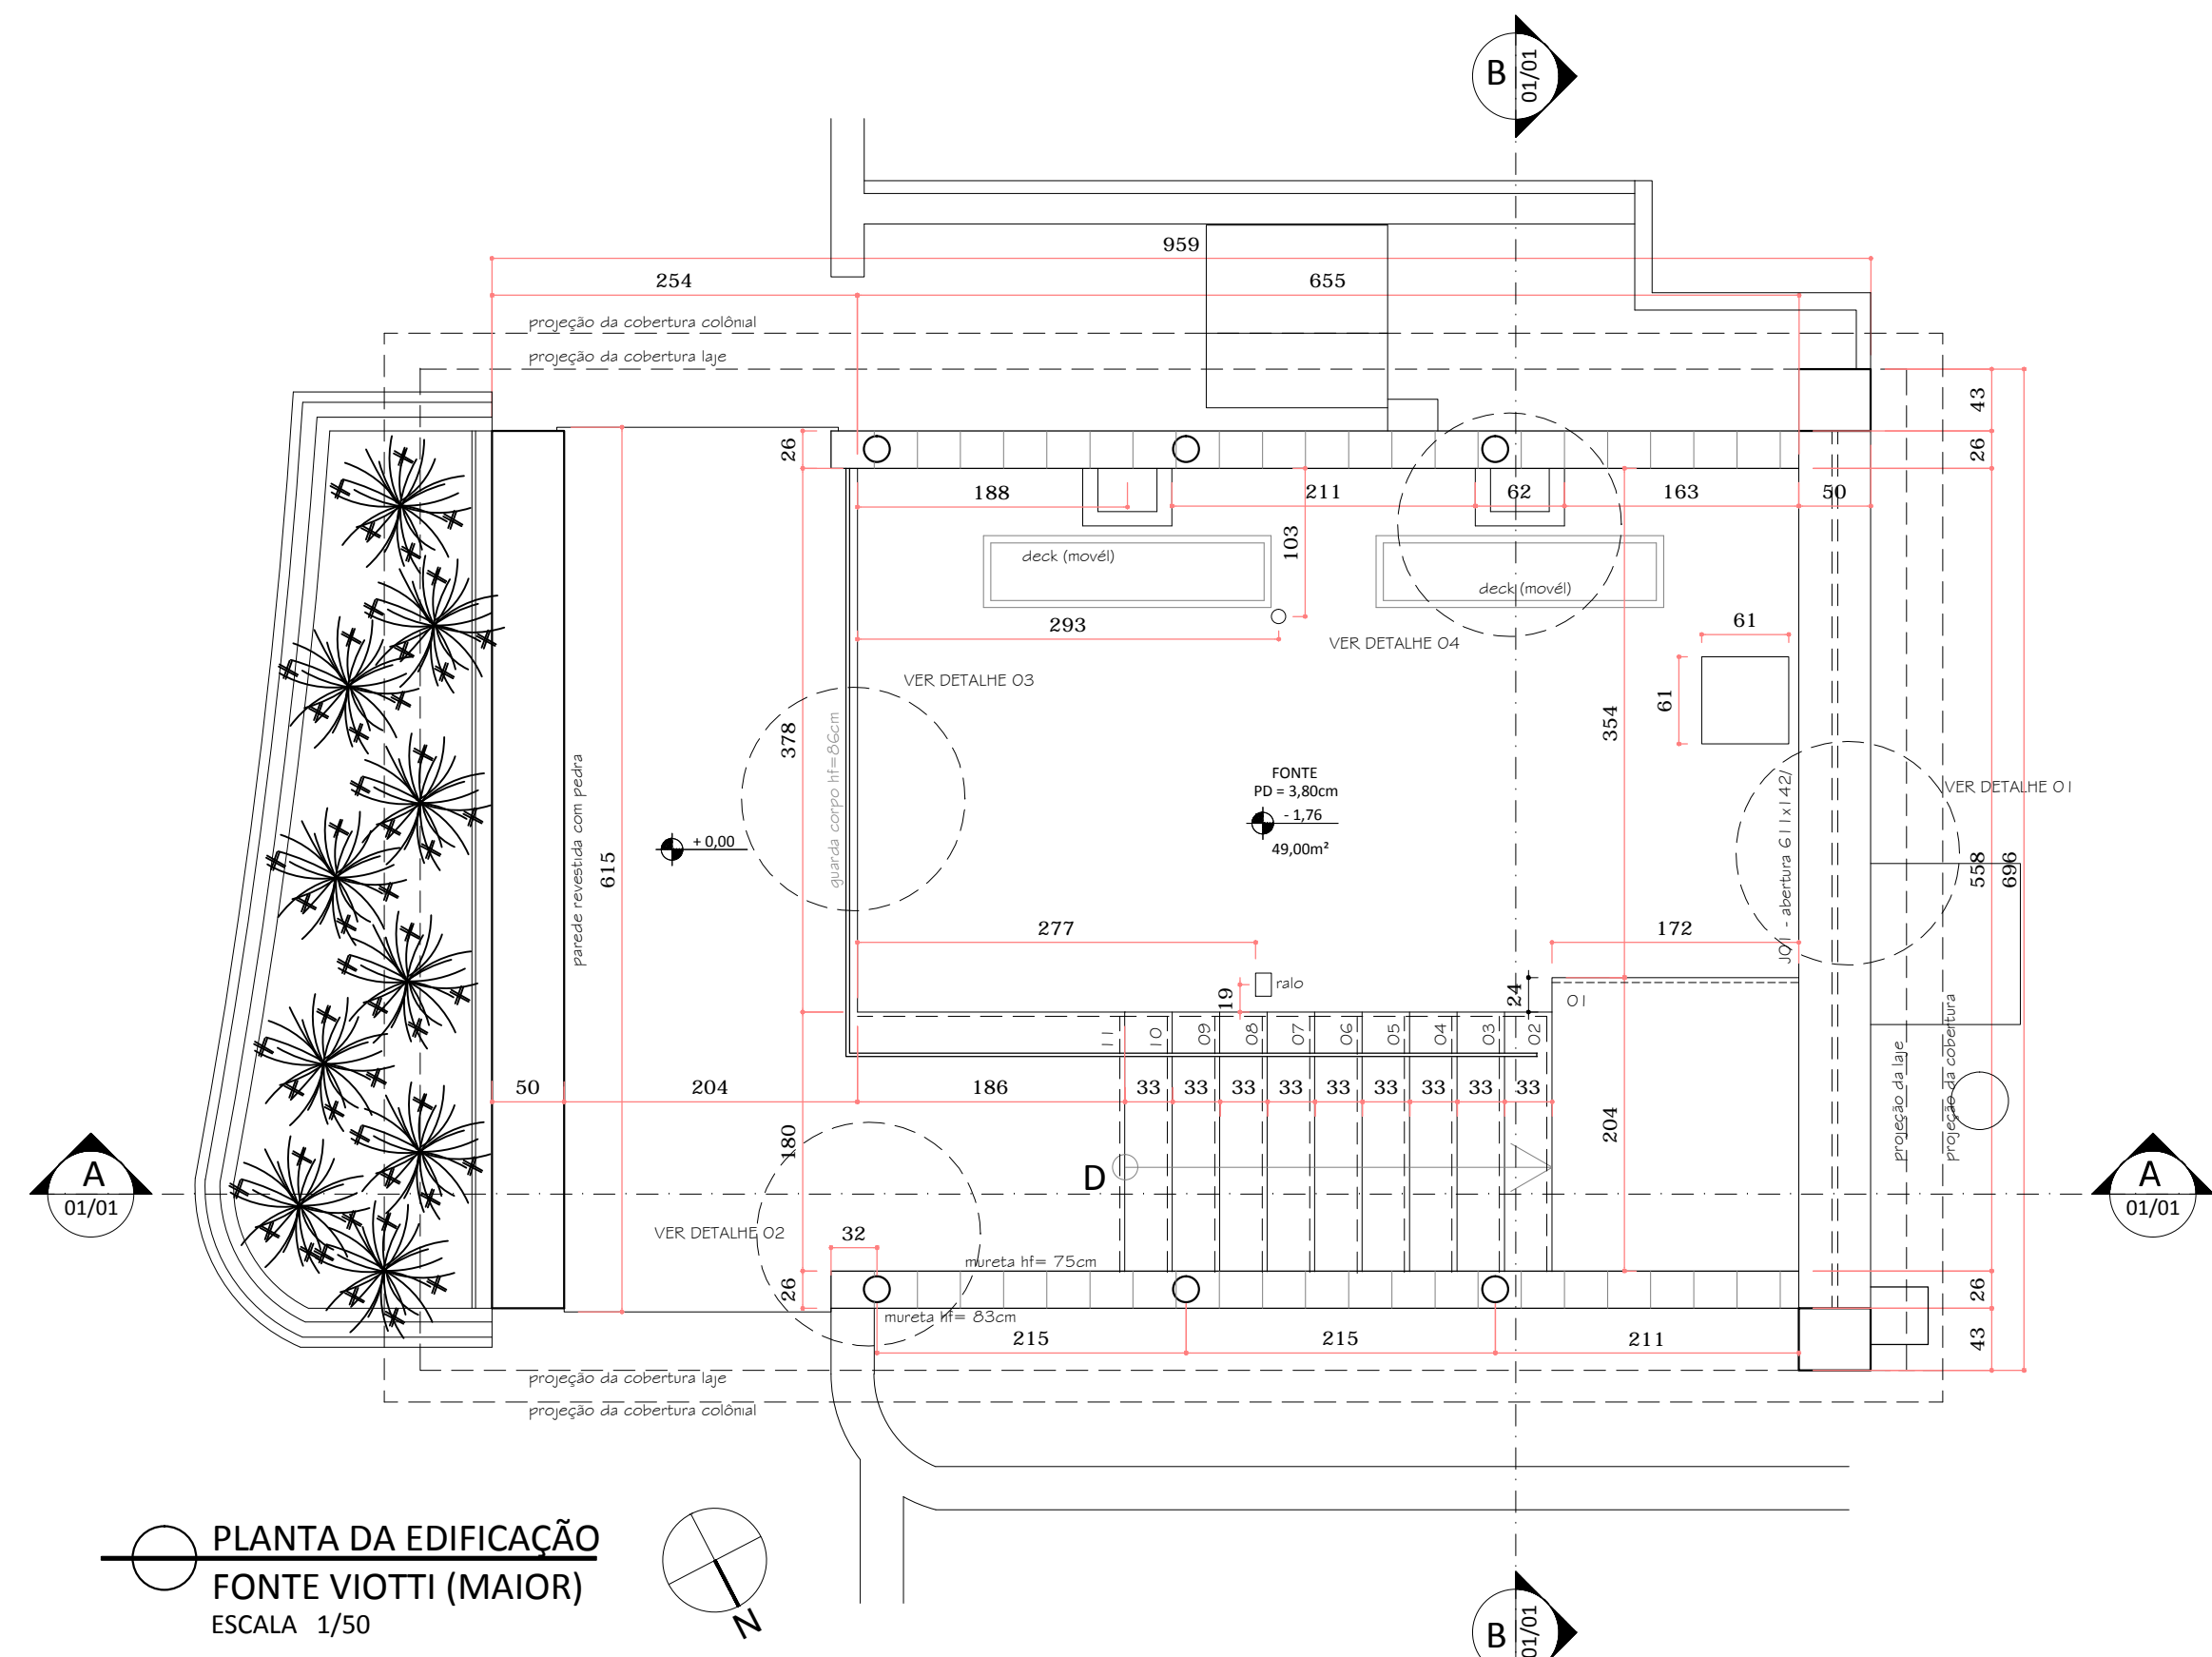 B
01/01
959
254
655
projeção da cobertura colônial
projeção da cobertura laje
43
26
26
188
211
62
163
50
103
deck (movél)
deck (movél)
293
61
VER DETALHE 04
VER DETALHE 03
61
378
354
guarda corpo hf=86cm
parede revestida com pedra
615
FONTE
PD = 3,80cm
- 1,76
49,00m²
+ 0,00
J01 - abertura 611x142/
VER DETALHE 01
558
696
277
172
ralo
19
24
01
11
10
09
08
07
06
05
04
03
02
50
204
186
33
33
33
33
33
33
33
33
33
180
204
projeção da laje
projeção da cobertura
D
A
01/01
A
01/01
VER DETALHE 02
32
mureta hf= 75cm
26
26
mureta hf= 83cm
215
215
211
43
projeção da cobertura laje
projeção da cobertura colônial
PLANTA DA EDIFICAÇÃO
FONTE VIOTTI (MAIOR)
ESCALA 1/50
N
B
01/01